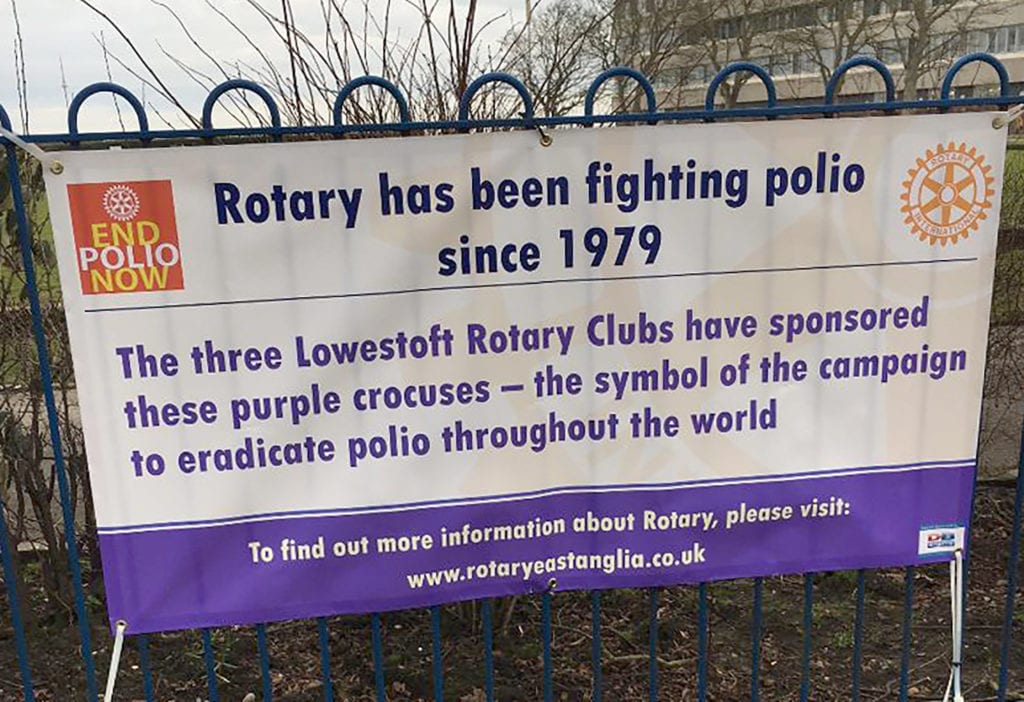 END
POLIO
NOW
Rotary has been fighting polio
since 1979
ROTARY
INTERNATIONAL
The three Lowestoft Rotary Clubs have sponsored
these purple crocuses – the symbol of the campaign
to eradicate polio throughout the world
To find out more information about Rotary, please visit:
www.rotaryeastanglia.co.uk